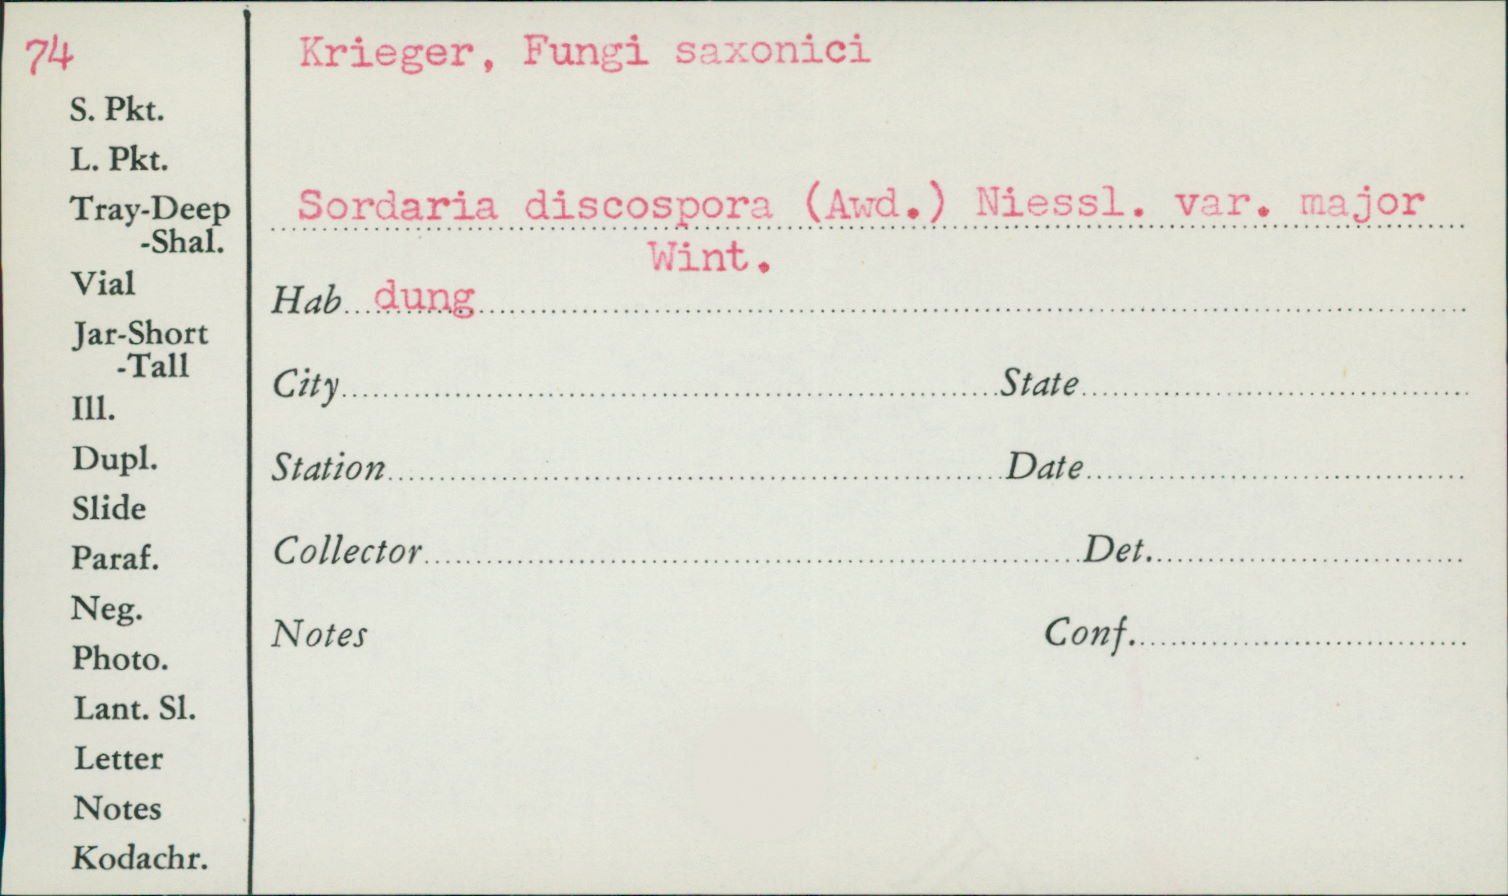 74
S. Pkt.
L. Pkt.
Tray-Deep
-Shal.
Vial
Jar-Short
-Tall
Ill.
Dupl.
Slide
Paraf.
Neg.
Photo.
Lant. Sl.
Letter
Notes
Kodachr.
Krieger, Fungi saxonici
Sordaria discospora (Awd.) Niessl. var. major
Wint.
Hab dung
City State
Station Date
Collector Det.
Notes Conf.